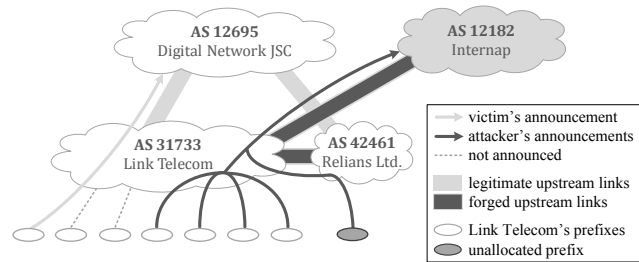 AS 12695
Digital Network JSC
AS 12182
Internap
AS 31733
Link Telecom
AS 42461
Relians Ltd.
victim's announcement
attacker's announcements
not announced
legitimate upstream links
forged upstream links
Link Telecom's prefixes
unallocated prefix